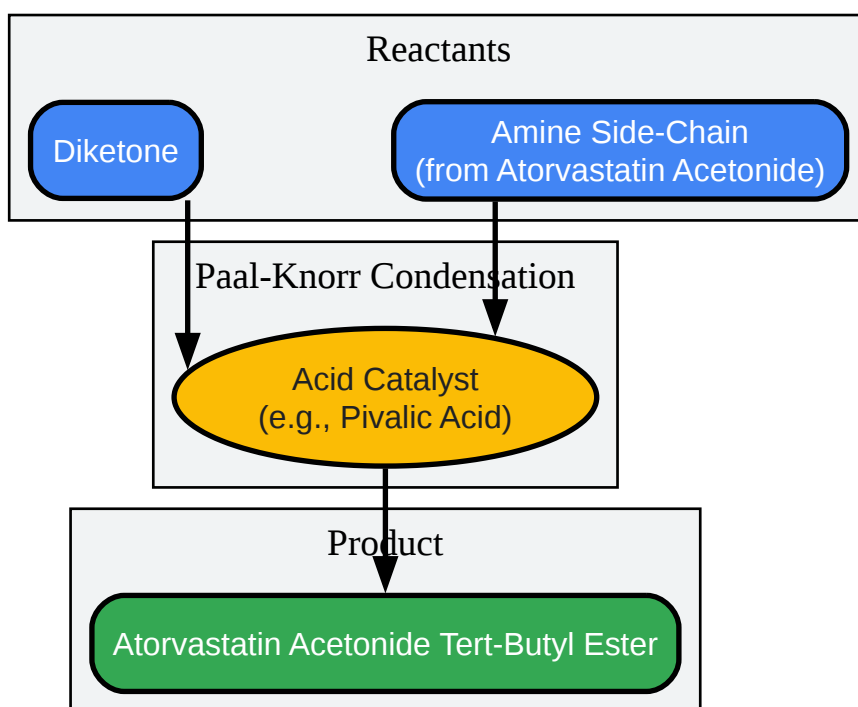 Reactants
Diketone
Amine Side-Chain
(from Atorvastatin Acetonide)
Paal-Knorr Condensation
Acid Catalyst
(e.g., Pivalic Acid)
Product
Atorvastatin Acetonide Tert-Butyl Ester